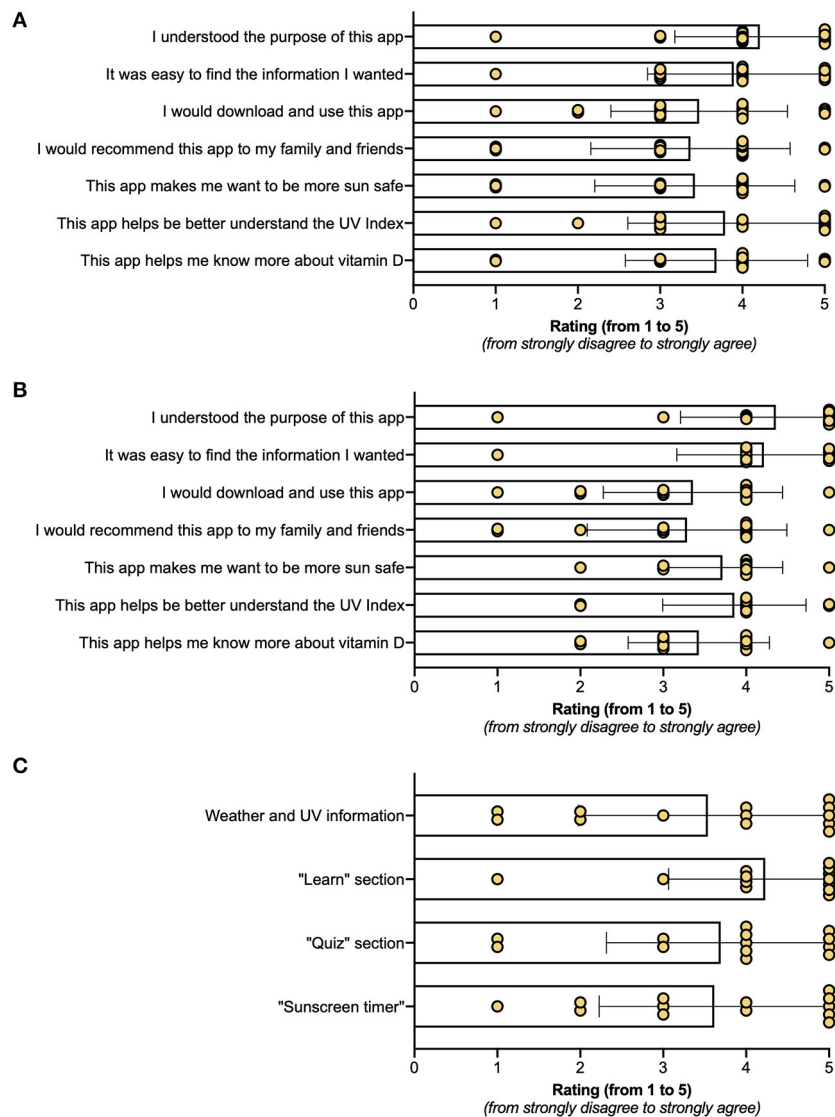 A
I understood the purpose of this app
It was easy to find the information I wanted
I would download and use this app
I would recommend this app to my family and friends
This app makes me want to be more sun safe
This app helps be better understand the UV Index
This app helps me know more about vitamin D
0 1 2 3 4 5
Rating (from 1 to 5)
(from strongly disagree to strongly agree)
B
I understood the purpose of this app
It was easy to find the information I wanted
I would download and use this app
I would recommend this app to my family and friends
This app makes me want to be more sun safe
This app helps be better understand the UV Index
This app helps me know more about vitamin D
0 1 2 3 4 5
Rating (from 1 to 5)
(from strongly disagree to strongly agree)
C
Weather and UV information
"Learn" section
"Quiz" section
"Sunscreen timer"
0 1 2 3 4 5
Rating (from 1 to 5)
(from strongly disagree to strongly agree)